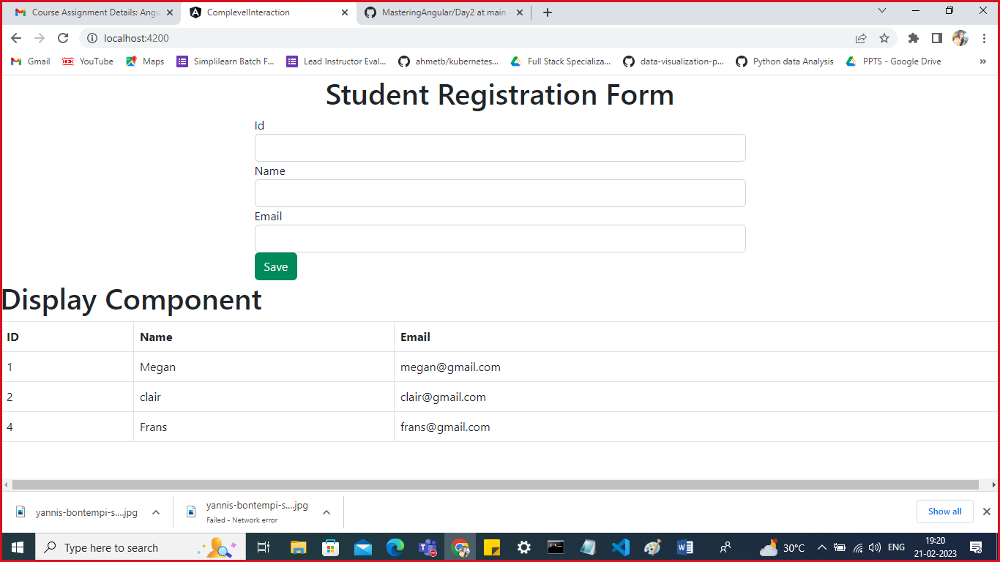 Course Assignment Details: Angu
ComplevelInteraction
MasteringAngular/Day2 at main
localhost:4200
Gmail
YouTube
Maps
Simplilearn Batch F...
Lead Instructor Eval...
ahmetb/kubernetes...
Full Stack Specializa...
data-visualization-p...
Python data Analysis
PPTS - Google Drive
»
Student Registration Form
Id
Name
Email
Save
Display Component
ID Name Email
1 Megan megan@gmail.com
2 clair clair@gmail.com
4 Frans frans@gmail.com
yannis-bontempi-s....jpg
yannis-bontempi-s....jpg
Failed - Network error
Show all
Type here to search
30°C
ENG
19:20
21-02-2023